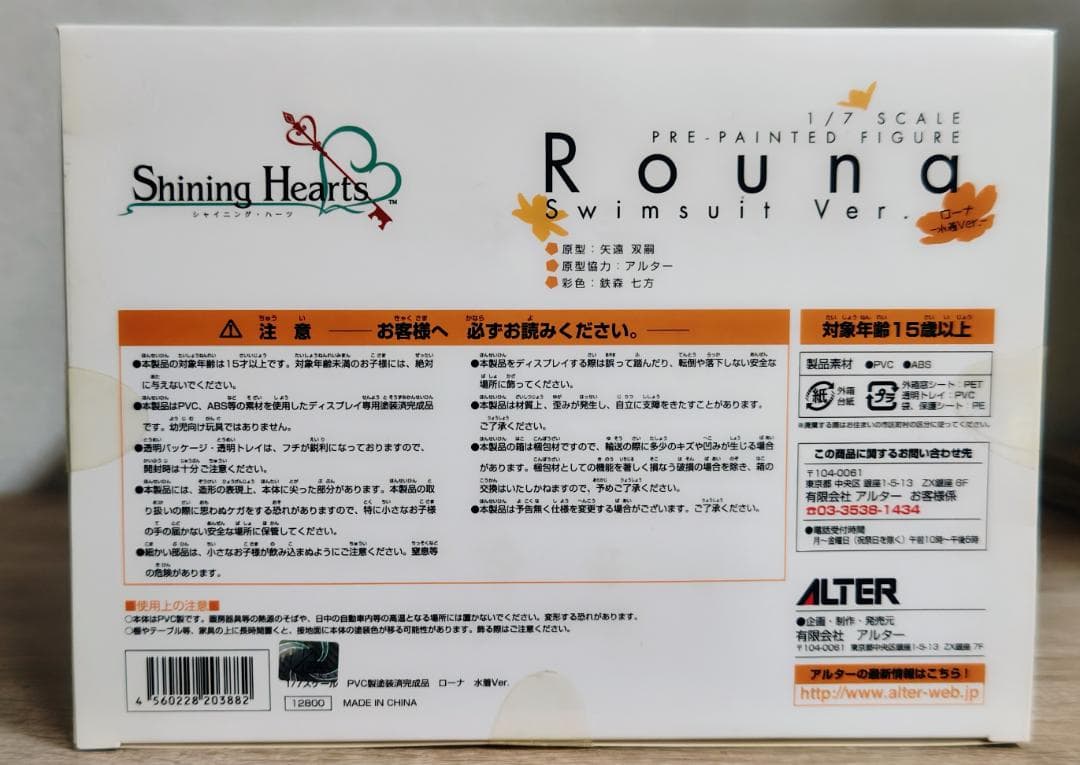 Shining Hearts™
シャイニング・ハーツ
1/7 SCALE
PRE-PAINTED FIGURE
Rouna
Swimsuit Ver.
ローナ
-水着Ver.-
原型：矢遠 双嗣
原型協力：アルター
彩色：鉄森 七方
⚠ 注意 ── お客様へ 必ずお読みください。──
●本製品の対象年齢は15才以上です。対象年齢未満のお子様には、絶対
に与えないでください。
●本製品はPVC、ABS等の素材を使用したディスプレイ専用塗装済完成品
です。幼児向け玩具ではありません。
●透明パッケージ・透明トレイは、フチが鋭利になっておりますので、
開封時は十分ご注意ください。
●本製品には、造形の表現上、本体に尖った部分があります。本製品の取
り扱いの際に思わぬケガをする恐れがありますので、特に小さなお子様
の手の届かない安全な場所に保管してください。
●細かい部品は、小さなお子様が飲み込まぬようにご注意ください。窒息等
の危険があります。
●本製品をディスプレイする際は誤って踏んだり、転倒や落下しない安全な
場所に飾ってください。
●本製品は材質上、歪みが発生し、自立に支障をきたすことがあります。
ご了承ください。
●本製品の箱は梱包材ですので、輸送の際に多少のキズや凹みが生じる場合
があります。梱包材としての機能を著しく損なう破損の場合を除き、箱の
交換はいたしかねますので、予めご了承ください。
●本製品は予告無く仕様を変更する場合がございます。ご了承ください。
対象年齢15歳以上
製品素材 ●PVC ●ABS
紙 外箱
台紙
プラ 外箱窓シート：PET
透明トレイ：PVC
袋、保護シート：PE
※廃棄する際はお住まいの市区町村の区分に従ってください。
この商品に関するお問い合わせ先
〒104-0061
東京都 中央区 銀座1-5-13 ZX銀座 8F
有限会社 アルター お客様係
☎03-3538-1434
●電話受付時間
月〜金曜日（祝祭日を除く）午前10時〜午後5時
■使用上の注意■
○本体はPVC製です。厨房器具等の熱源のそばや、日中の自動車内等の高温となる場所には置かないでください。変形する恐れがあります。
○棚やテーブル等、家具の上に長時間置くと、接地面に本体の塗装色が移る可能性があります。飾る際はご注意ください。
ALTER
●企画・制作・発売元
有限会社 アルター
〒104-0061 東京都中央区銀座1-5-13 ZX銀座 7F
アルターの最新情報はこちら！
http://www.alter-web.jp
4 560228 203882
1/7スケール PVC製塗装済完成品 ローナ 水着Ver.
12800 MADE IN CHINA